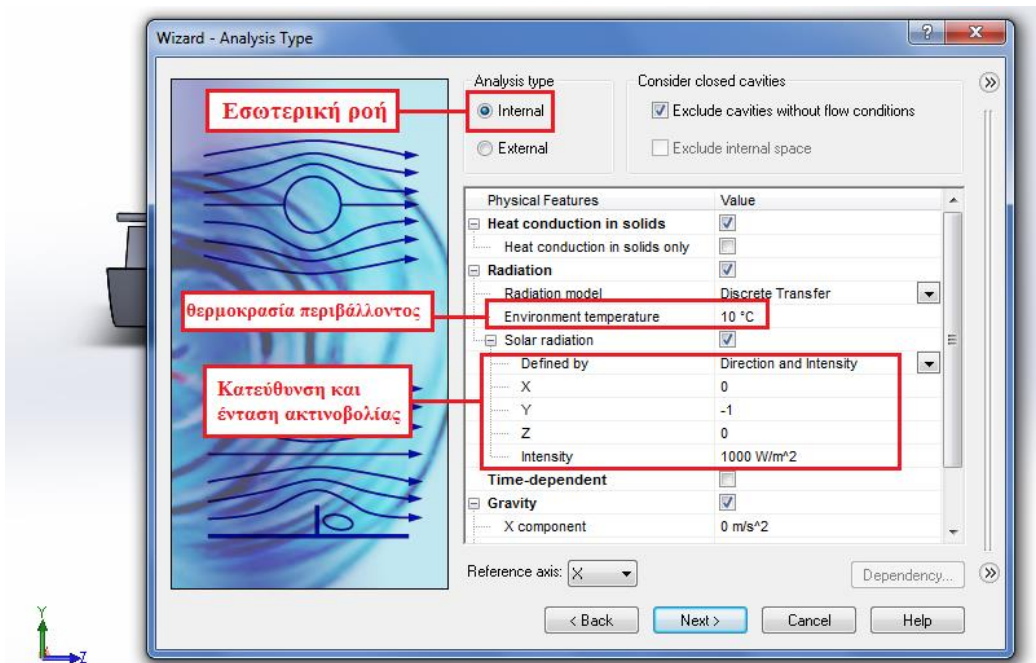 Wizard - Analysis Type
Analysis type
Consider closed cavities
Εσωτερική ροή
Internal
Exclude cavities without flow conditions
External
Exclude internal space
Physical Features Value
Heat conduction in solids
Heat conduction in solids only
Radiation
Radiation model Discrete Transfer
θερμοκρασία περιβάλλοντος
Environment temperature 10 °C
Solar radiation
Defined by Direction and Intensity
Κατεύθυνση και
ένταση ακτινοβολίας
X 0
Y -1
Z 0
Intensity 1000 W/m^2
Time-dependent
Gravity
X component 0 m/s^2
Reference axis: X
Dependency...
< Back
Next >
Cancel
Help
Y
Z